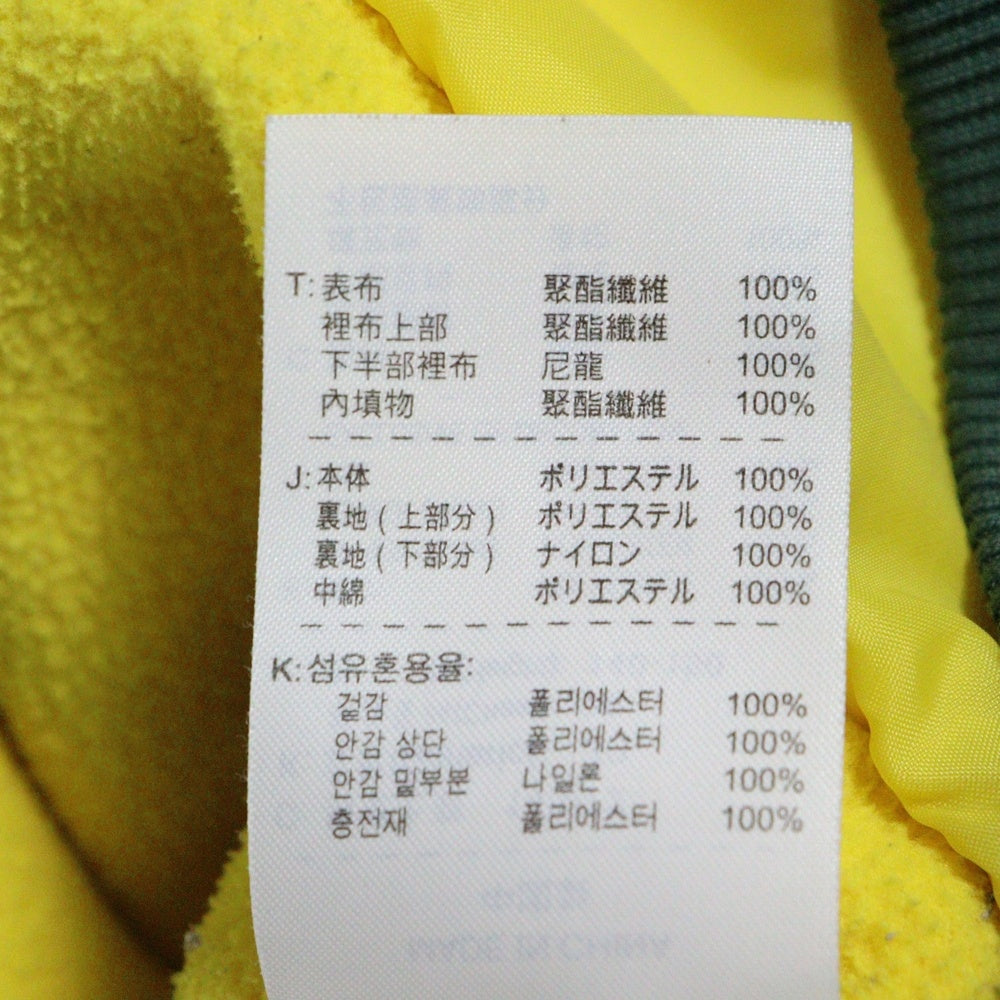 T: 表布 聚酯纖維 100%
裡布上部 聚酯纖維 100%
下半部裡布 尼龍 100%
內填物 聚酯纖維 100%
J: 本体 ポリエステル 100%
裏地(上部分) ポリエステル 100%
裏地(下部分) ナイロン 100%
中綿 ポリエステル 100%
K: 섬유혼용율:
겉감 폴리에스터 100%
안감 상단 폴리에스터 100%
안감 밑부분 나일론 100%
충전재 폴리에스터 100%
MADE IN CHINA